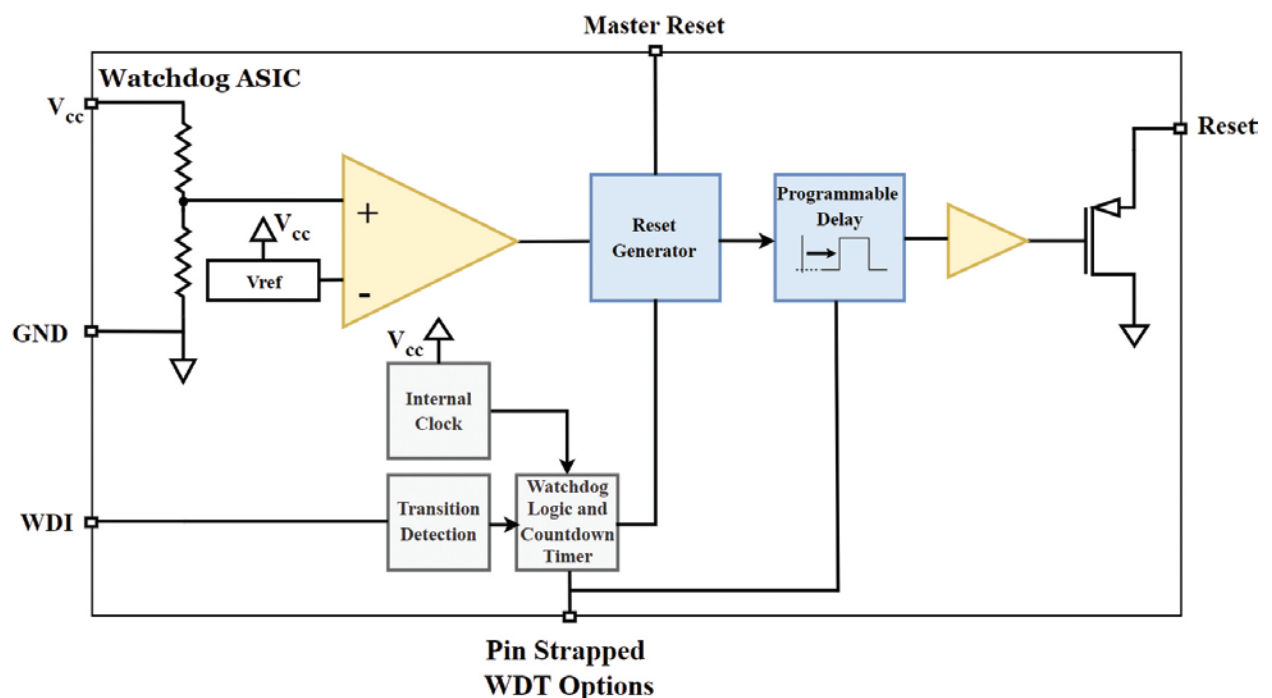 Master Reset
Watchdog ASIC
Vcc
Reset
Programmable
Delay
+
Vcc
Reset
Generator
Vref
-
GND
Vcc
Internal
Clock
Watchdog
Logic and
Countdown
Timer
Transition
Detection
WDI
Pin Strapped
WDT Options